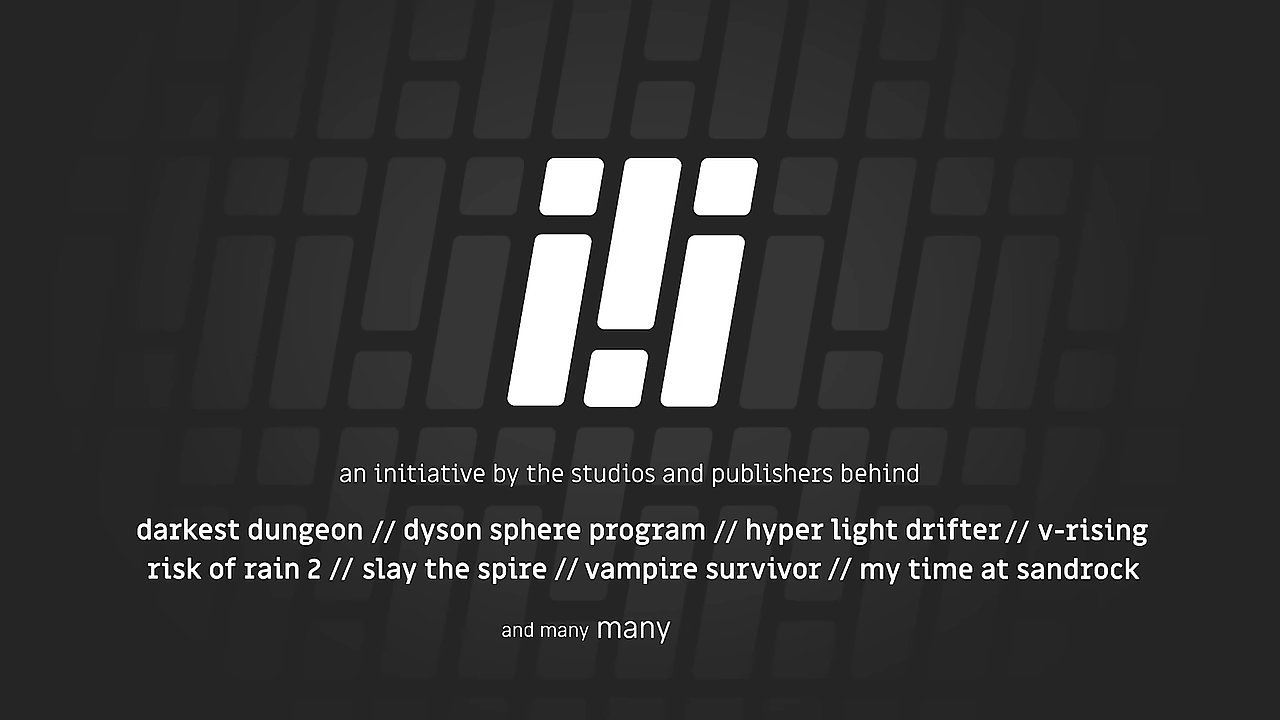 an initiative by the studios and publishers behind
darkest dungeon // dyson sphere program // hyper light drifter // v-rising
risk of rain 2 // slay the spire // vampire survivor // my time at sandrock
and many many